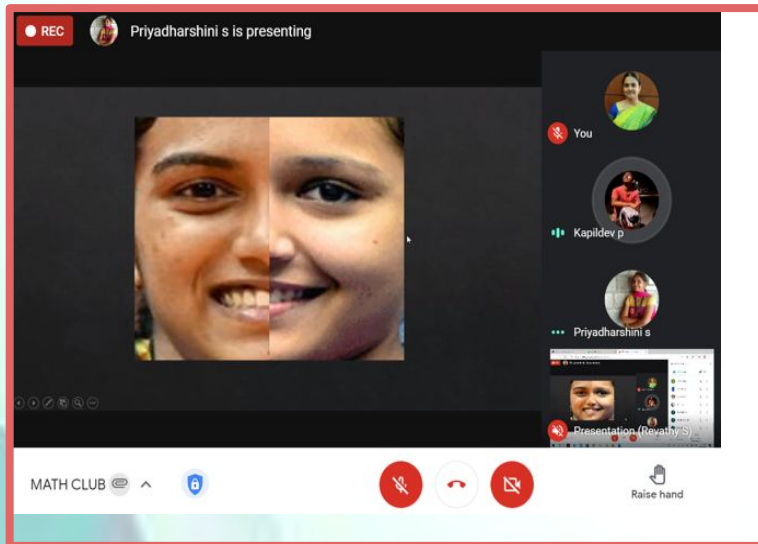 REC
Priyadharshini s is presenting
You
Kapildev p
Priyadharshini s
Presentation (Revathy S)
MATH CLUB
Raise hand